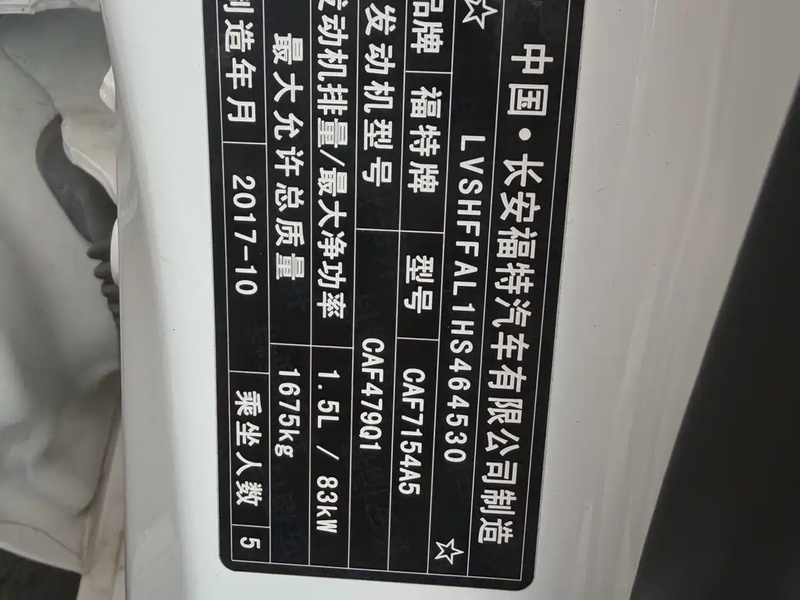 中国·长安福特汽车有限公司制造
☆ LVSHFFAL1HS464530 ☆
品牌 福特牌 型号 CAF7154A5
发动机型号 CAF479Q1
发动机排量/最大净功率 1.5L / 83kW
最大允许总质量 1675kg
制造年月 2017-10 乘坐人数 5